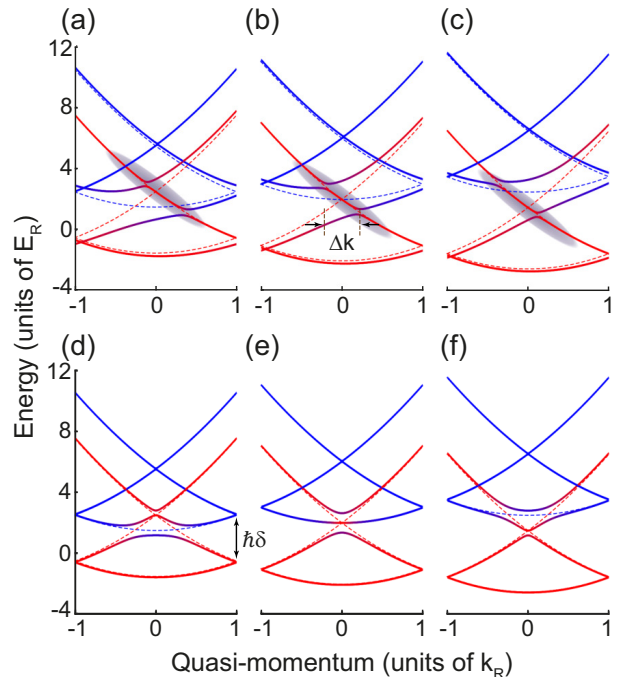 (a) (b) (c)
12
8
4
0
-4
Δk
-1 0 1 -1 0 1 -1 0 1
Energy (units of E_R)
(d) (e) (f)
12
8
4
0
-4
ℏδ
-1 0 1 -1 0 1 -1 0 1
Quasi-momentum (units of k_R)